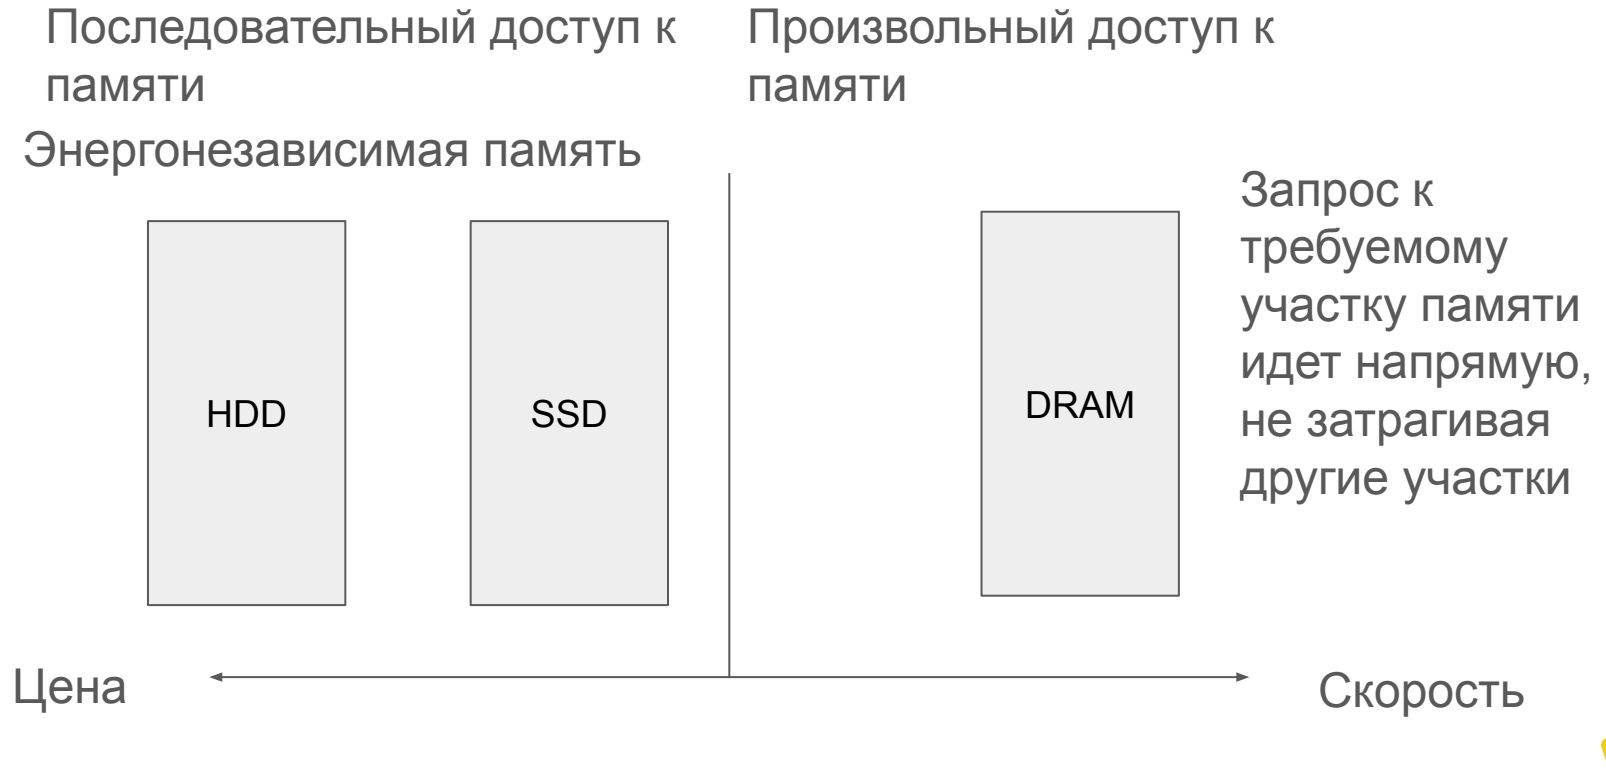 Последовательный доступ к
памяти
Произвольный доступ к
памяти
Энергонезависимая память
Запрос к
требуемому
участку памяти
идет напрямую,
не затрагивая
другие участки
HDD
SSD
DRAM
Цена
Скорость